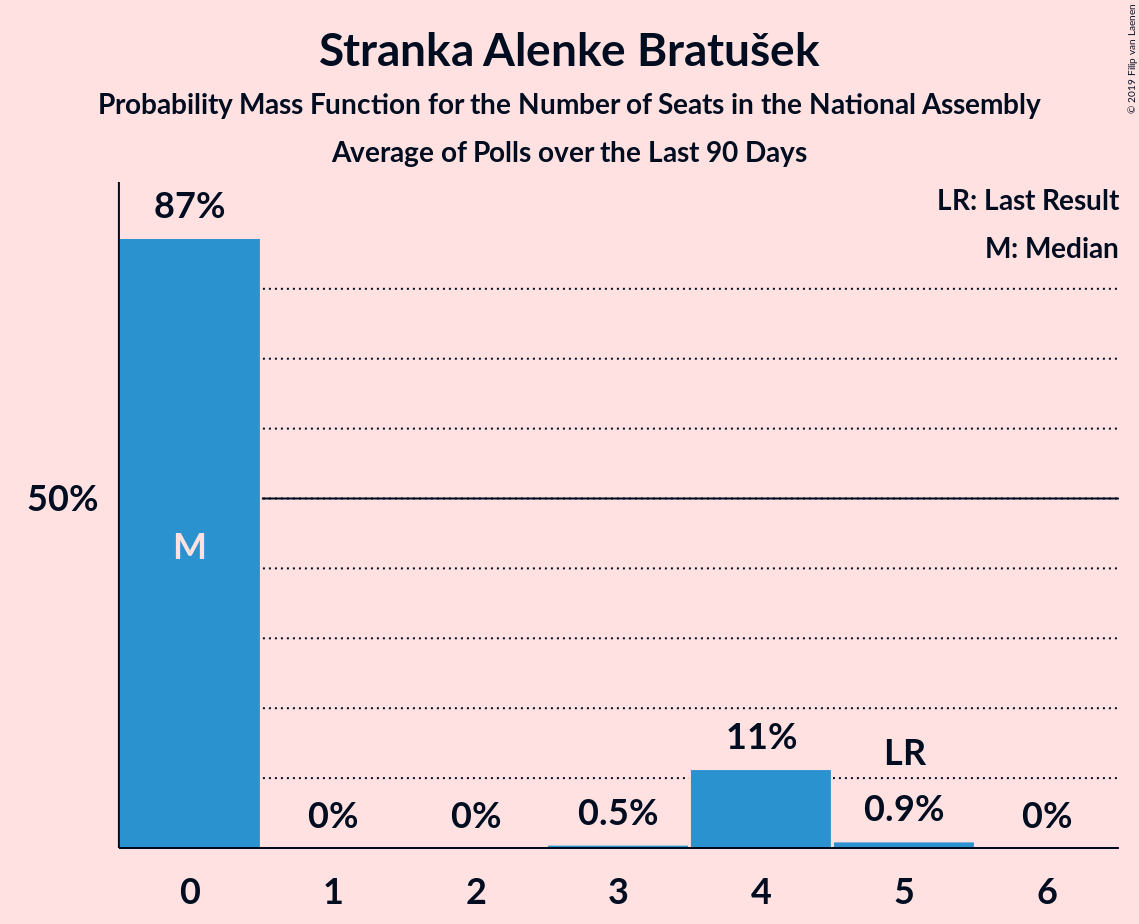 Stranka Alenke Bratušek
Probability Mass Function for the Number of Seats in the National Assembly
Average of Polls over the Last 90 Days
© 2019 Filip van Laenen
LR: Last Result
M: Median
87%
50%
M
11%
LR
0% 0% 0.5% 0.9% 0%
0 1 2 3 4 5 6